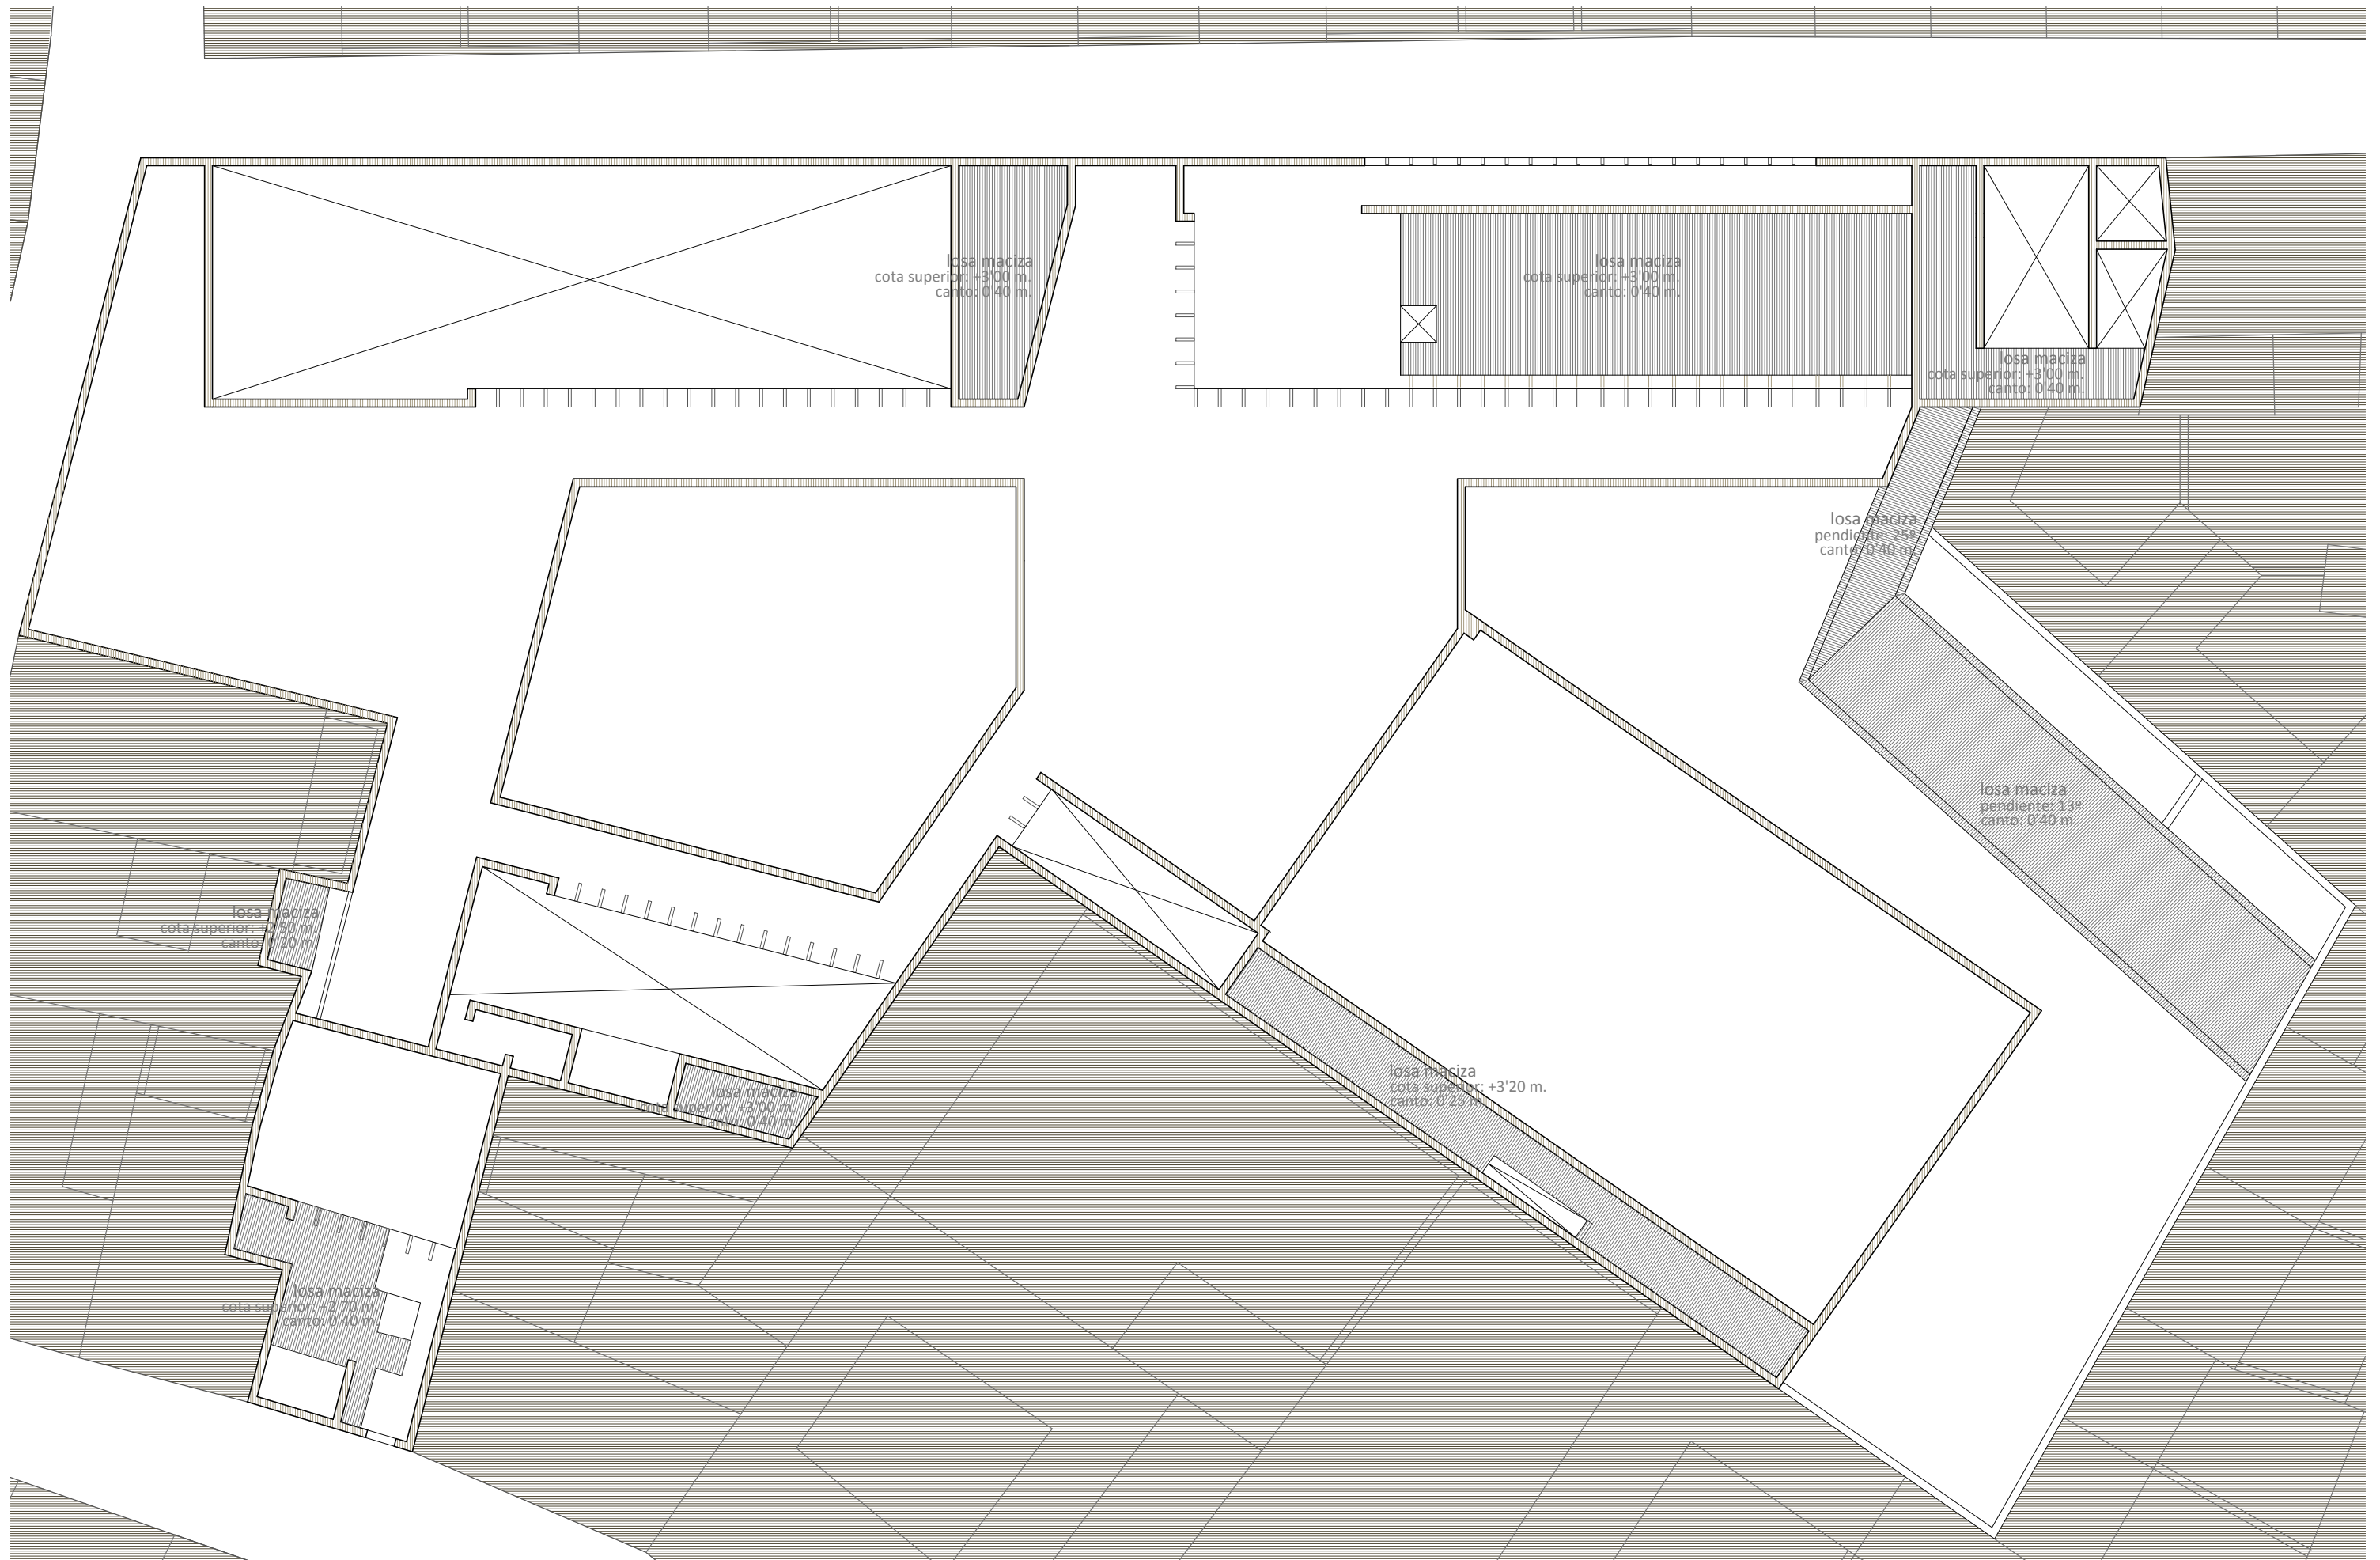 losa maciza
cota superior: +3'00 m.
canto: 0'40 m.
losa maciza
cota superior: +3'00 m.
canto: 0'40 m.
losa maciza
cota superior: +3'00 m.
canto: 0'40 m.
losa maciza
pendiente: 25º
canto: 0'40 m.
losa maciza
pendiente: 13º
canto: 0'40 m.
losa maciza
cota superior: +2'50 m.
canto: 0'20 m.
losa maciza
cota superior: +3'20 m.
canto: 0'25 m.
losa maciza
cota superior: +3'00 m.
canto: 0'40 m.
losa maciza
cota superior: +2'70 m.
canto: 0'40 m.